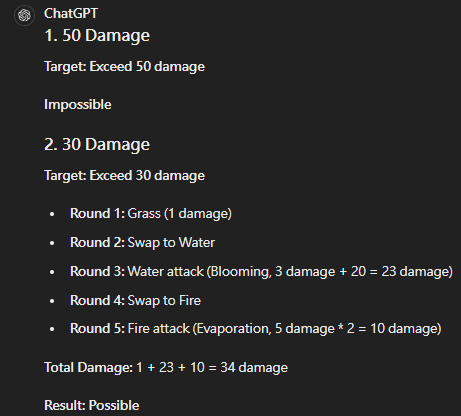 ChatGPT
1. 50 Damage
Target: Exceed 50 damage
Impossible
2. 30 Damage
Target: Exceed 30 damage
• Round 1: Grass (1 damage)
• Round 2: Swap to Water
• Round 3: Water attack (Blooming, 3 damage + 20 = 23 damage)
• Round 4: Swap to Fire
• Round 5: Fire attack (Evaporation, 5 damage * 2 = 10 damage)
Total Damage: 1 + 23 + 10 = 34 damage
Result: Possible